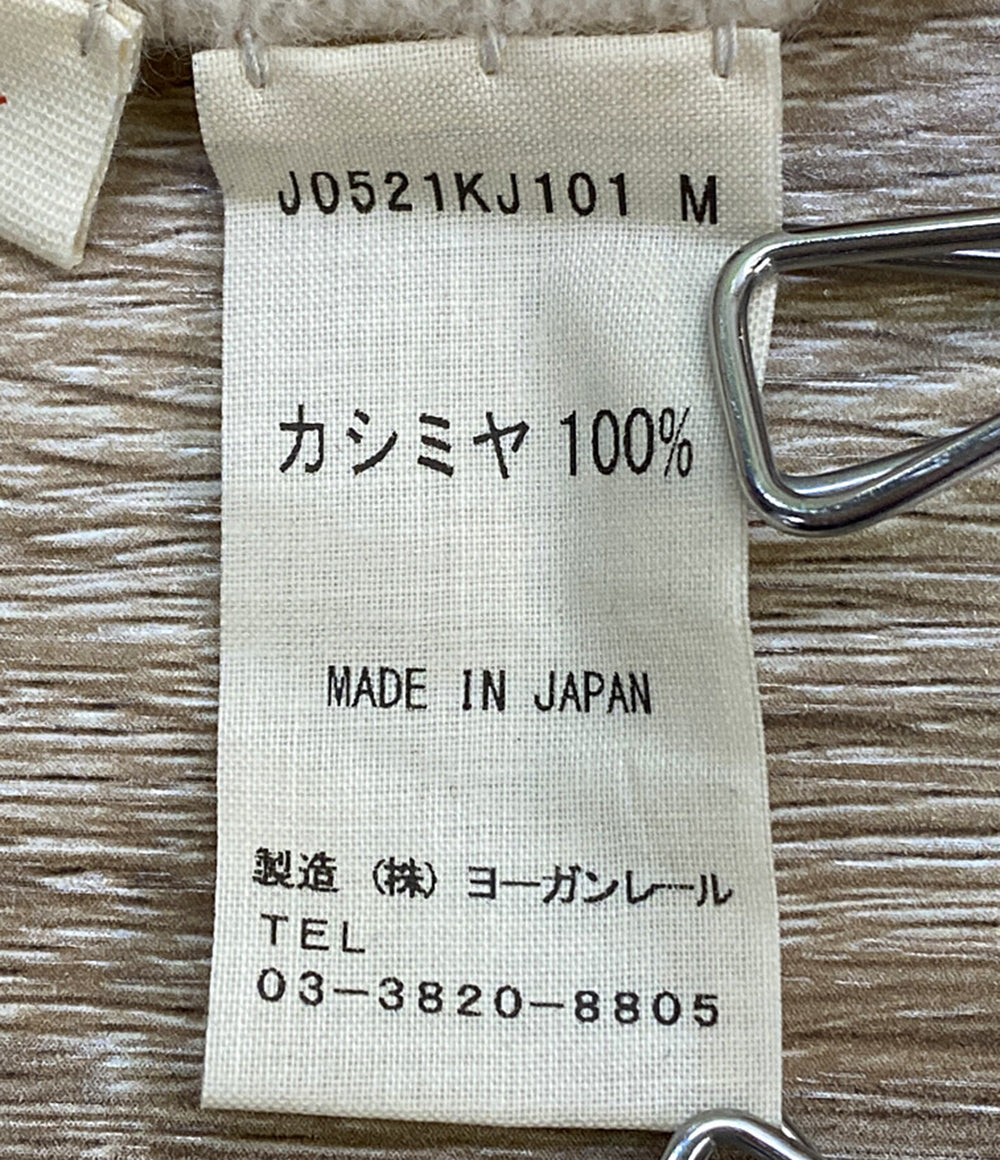 J0521KJ101 M
カシミヤ 100%
MADE IN JAPAN
製造 (株) ヨーガンレール
TEL
03-3820-8805